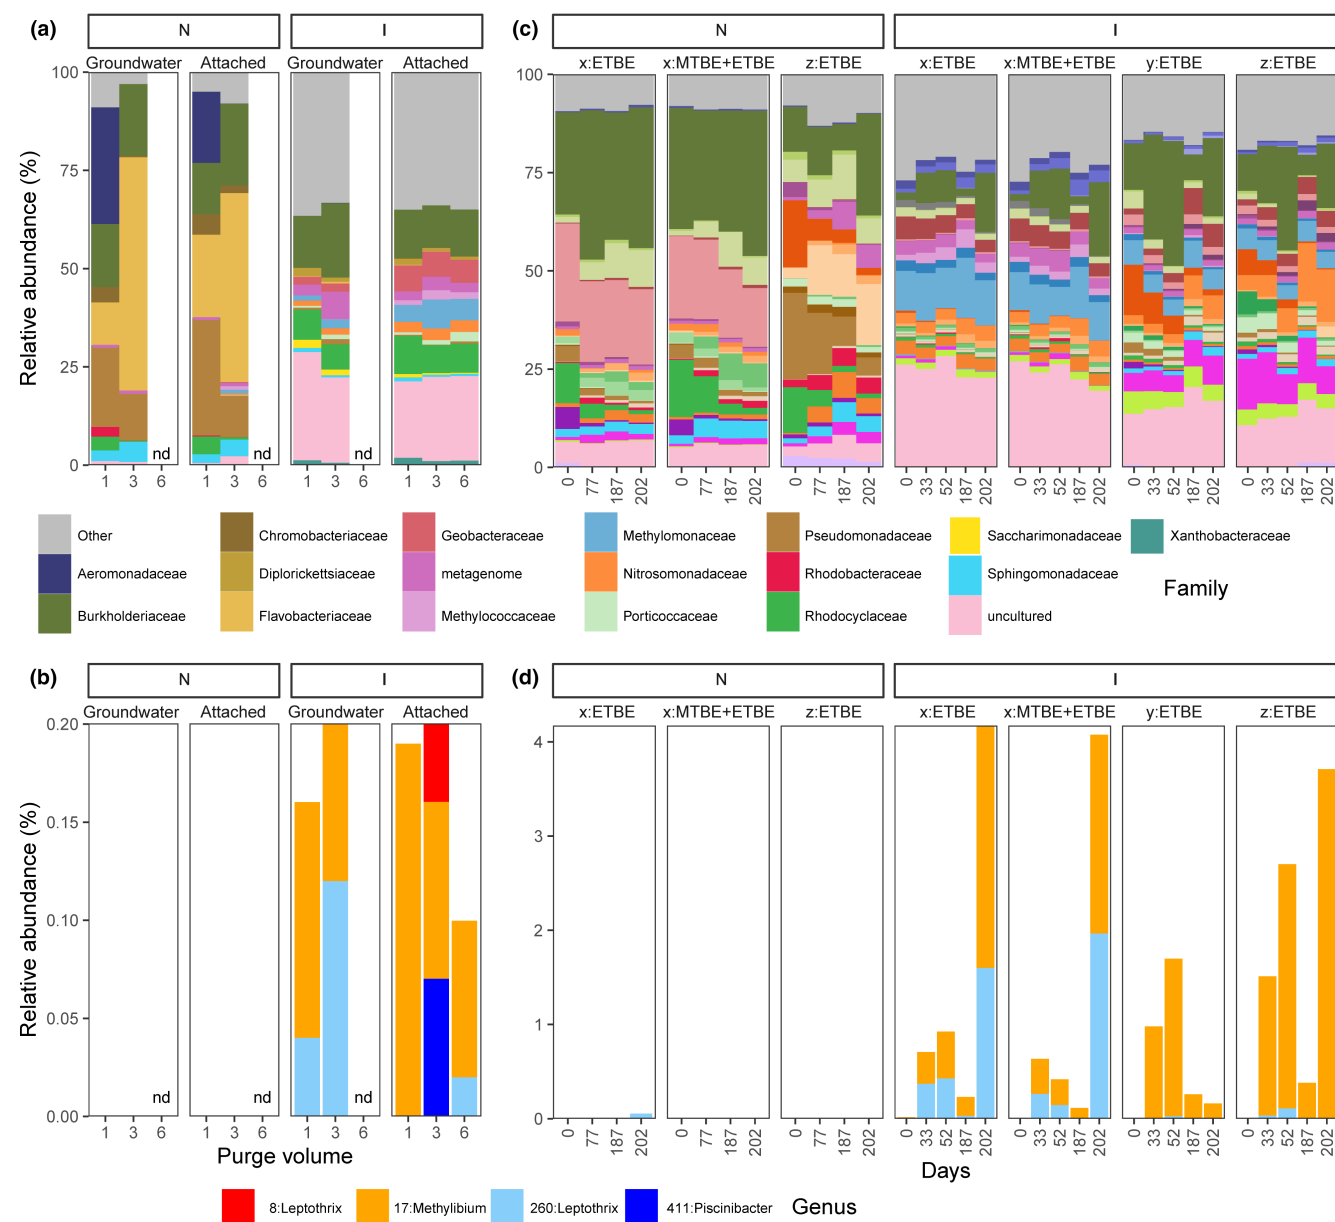 (a)
N
I
Groundwater Attached Groundwater Attached
Relative abundance (%)
100
75
50
25
0
nd nd nd
1 3 6 1 3 6 1 3 6 1 3 6
(c)
N
I
x:ETBE x:MTBE+ETBE z:ETBE x:ETBE x:MTBE+ETBE y:ETBE z:ETBE
Relative abundance (%)
100
75
50
25
0
0 77 187 202 0 77 187 202 0 77 187 202 0 33 52 187 202 0 33 52 187 202 0 33 52 187 202 0 33 52 187 202
Other Chromobacteriaceae Geobacteraceae Methylomonaceae Pseudomonadaceae Saccharimonadaceae Xanthobacteraceae
Aeromonadaceae Diplorickettsiaceae metagenome Nitrosomonadaceae Rhodobacteraceae Sphingomonadaceae
Family
Burkholderiaceae Flavobacteriaceae Methylococcaceae Porticoccaceae Rhodocyclaceae uncultured
(b)
N
I
Groundwater Attached Groundwater Attached
Relative abundance (%)
0.20
0.15
0.10
0.05
0.00
nd nd nd
1 3 6 1 3 6 1 3 6 1 3 6
Purge volume
(d)
N
I
x:ETBE x:MTBE+ETBE z:ETBE x:ETBE x:MTBE+ETBE y:ETBE z:ETBE
4
3
2
1
0
0 77 187 202 0 77 187 202 0 77 187 202 0 33 52 187 202 0 33 52 187 202 0 33 52 187 202 0 33 52 187 202
Days
8:Leptothrix 17:Methylibium 260:Leptothrix 411:Piscinibacter Genus